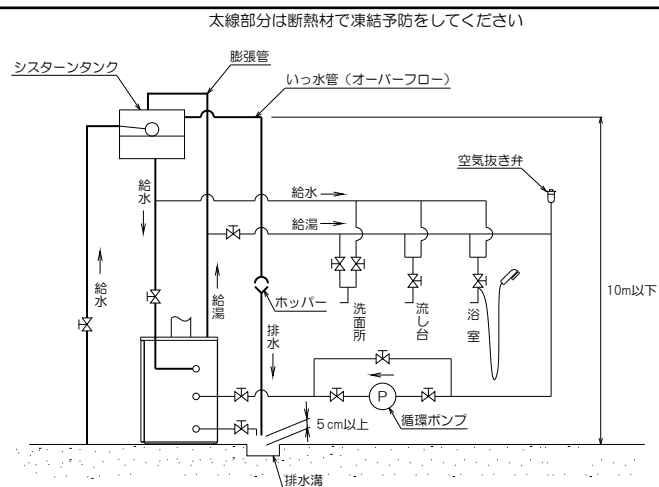 太線部分は断熱材で凍結予防をしてください
膨張管
シスターンタンク
いっ水管（オーバーフロー）
空気抜き弁
給水
給水
給湯
10m以下
給水
給湯
ホッパー
洗面所
流し台
浴室
排水
P
5cm以上
循環ポンプ
排水溝